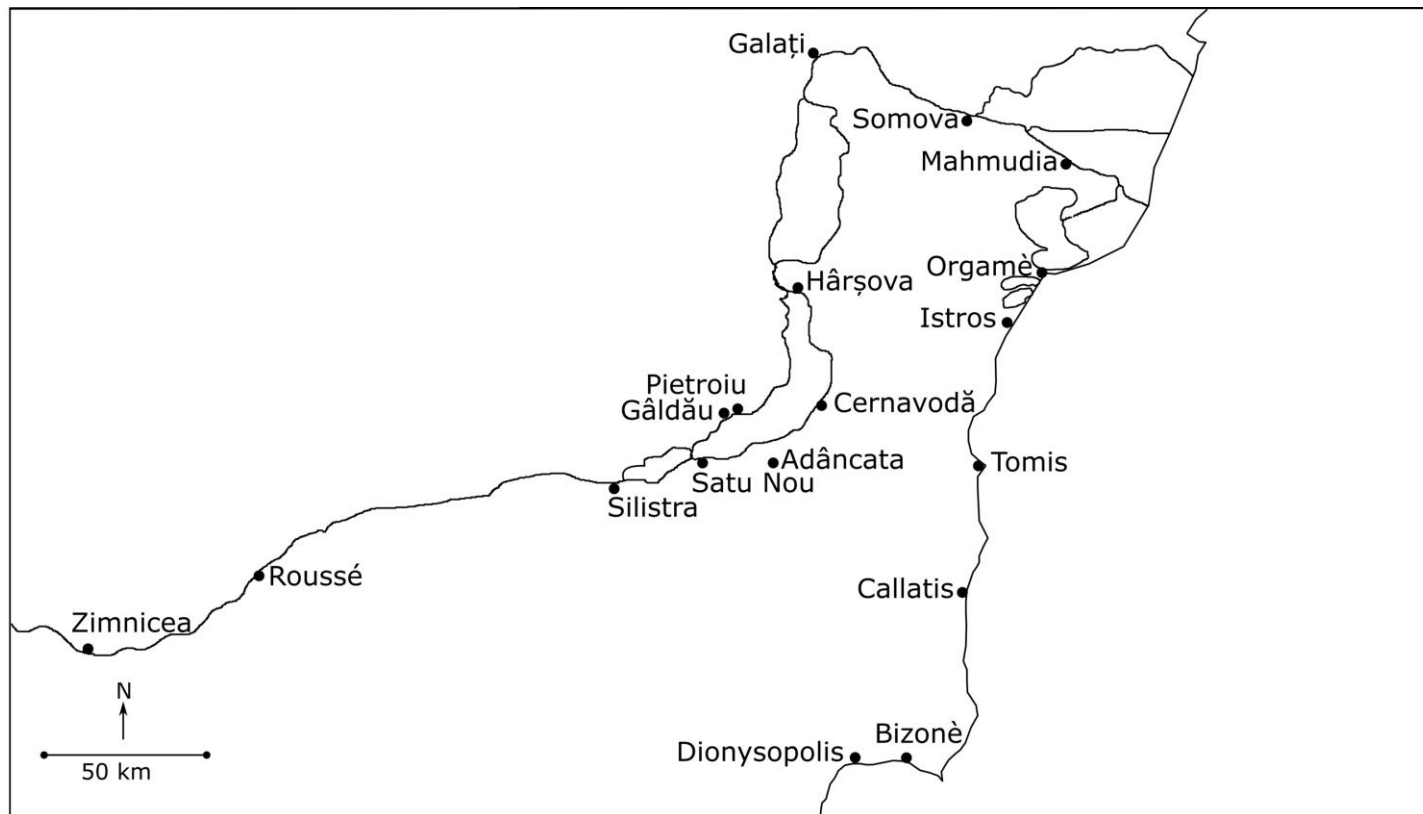 Galați
Somova
Mahmudia
Orgamè
Hârșova
Istros
Pietroiu
Gâldău
Cernavodă
Adâncata
Tomis
Satu Nou
Silistra
Roussé
Callatis
Zimnicea
N
Bizonè
Dionysopolis
50 km